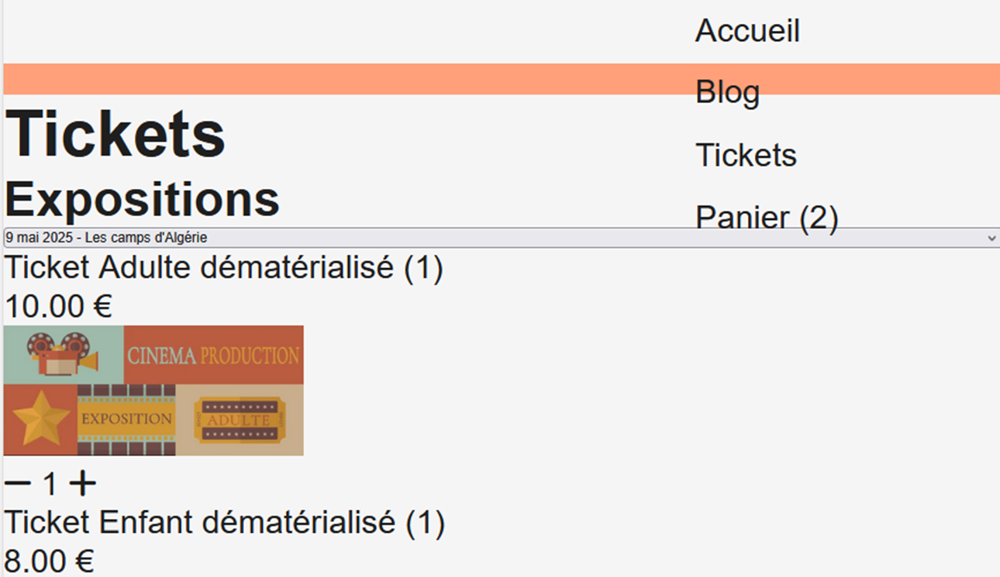 Accueil
Blog
Tickets
Tickets
Expositions
Panier (2)
9 mai 2025 - Les camps d'Algérie
Ticket Adulte dématérialisé (1)
10.00 €
CINEMA PRODUCTION
EXPOSITION
ADULTE
1
Ticket Enfant dématérialisé (1)
8.00 €